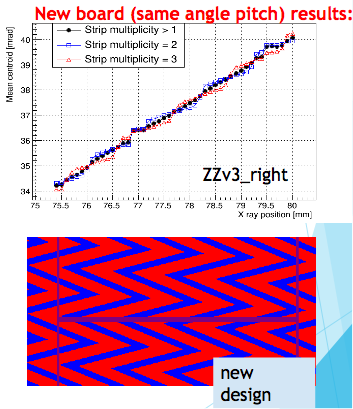 New board (same angle pitch) results:
Strip multiplicity > 1
Strip multiplicity = 2
Strip multiplicity = 3
Mean centroid [mrad]
40
39
38
37
36
35
34
ZZv3_right
75 75.5 76 76.5 77 77.5 78 78.5 79 79.5 80
X ray position [mm]
new
design